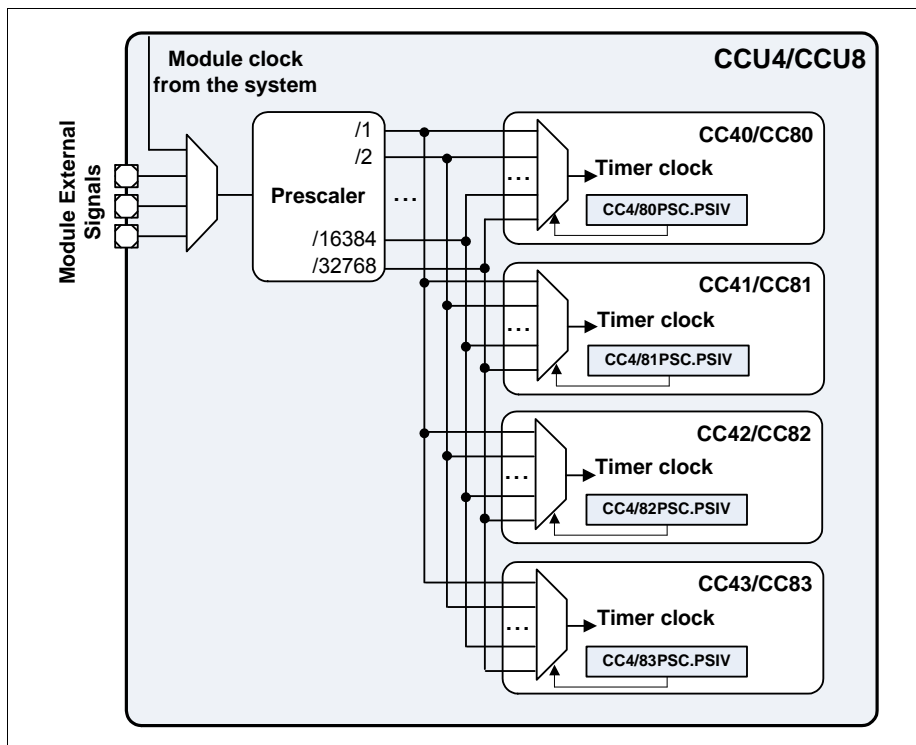 CCU4/CCU8
Module clock
from the system
Module External
Signals
Prescaler
/1
/2
...
/16384
/32768
CC40/CC80
...
Timer clock
CC4/80PSC.PSIV
CC41/CC81
...
Timer clock
CC4/81PSC.PSIV
CC42/CC82
...
Timer clock
CC4/82PSC.PSIV
CC43/CC83
...
Timer clock
CC4/83PSC.PSIV